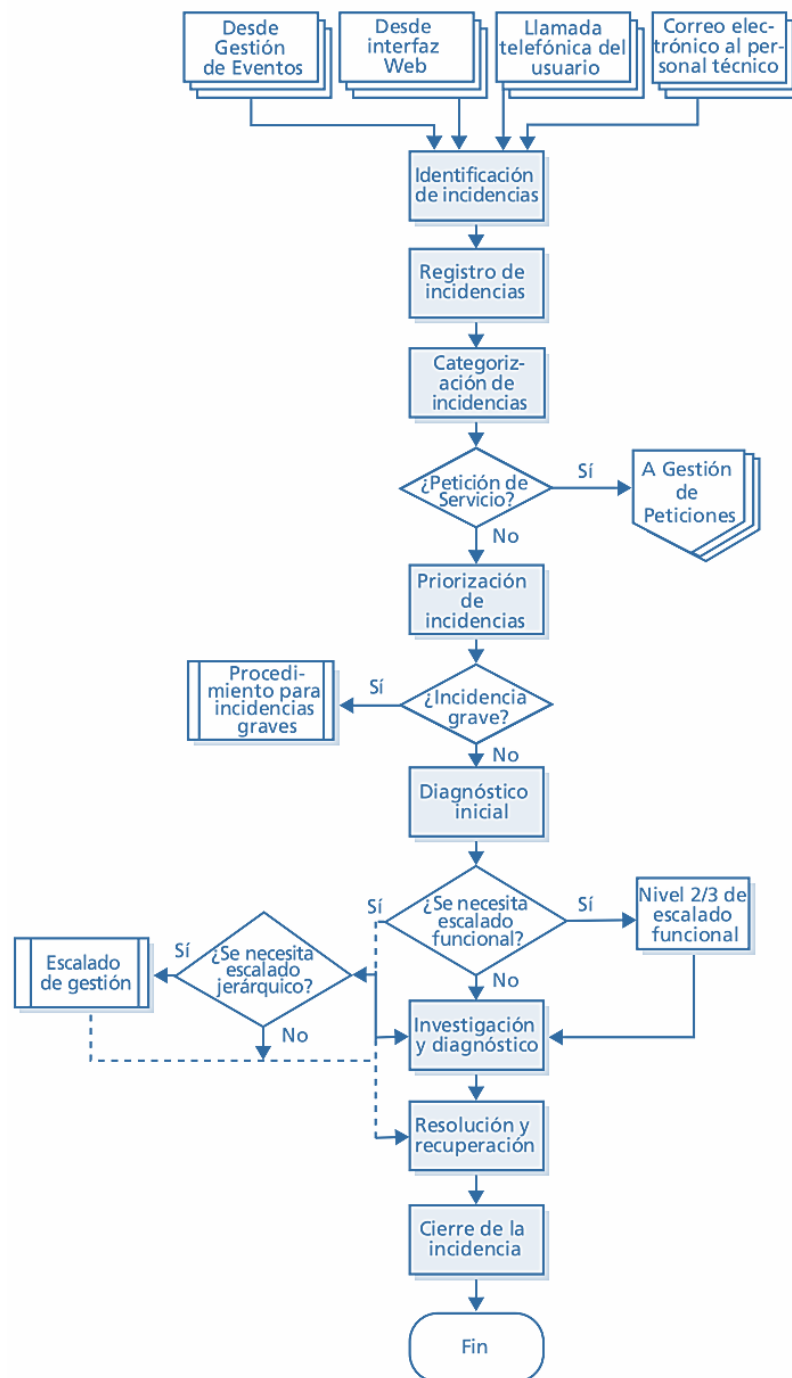 Desde
Gestión
de Eventos
Desde
interfaz
Web
Llamada
telefónica del
usuario
Correo elec-
trónico al per-
sonal técnico
Identificación
de incidencias
Registro de
incidencias
Categoriz-
ación de
incidencias
¿Petición de
Servicio?
Sí
A Gestión
de
Peticiones
No
Priorización
de
incidencias
Procedi-
miento para
incidencias
graves
Sí
¿Incidencia
grave?
No
Diagnóstico
inicial
Sí
¿Se necesita
escalado
funcional?
Sí
Nivel 2/3 de
escalado
funcional
Escalado
de gestión
Sí
¿Se necesita
escalado
jerárquico?
No
No
Investigación
y diagnóstico
Resolución y
recuperación
Cierre de la
incidencia
Fin